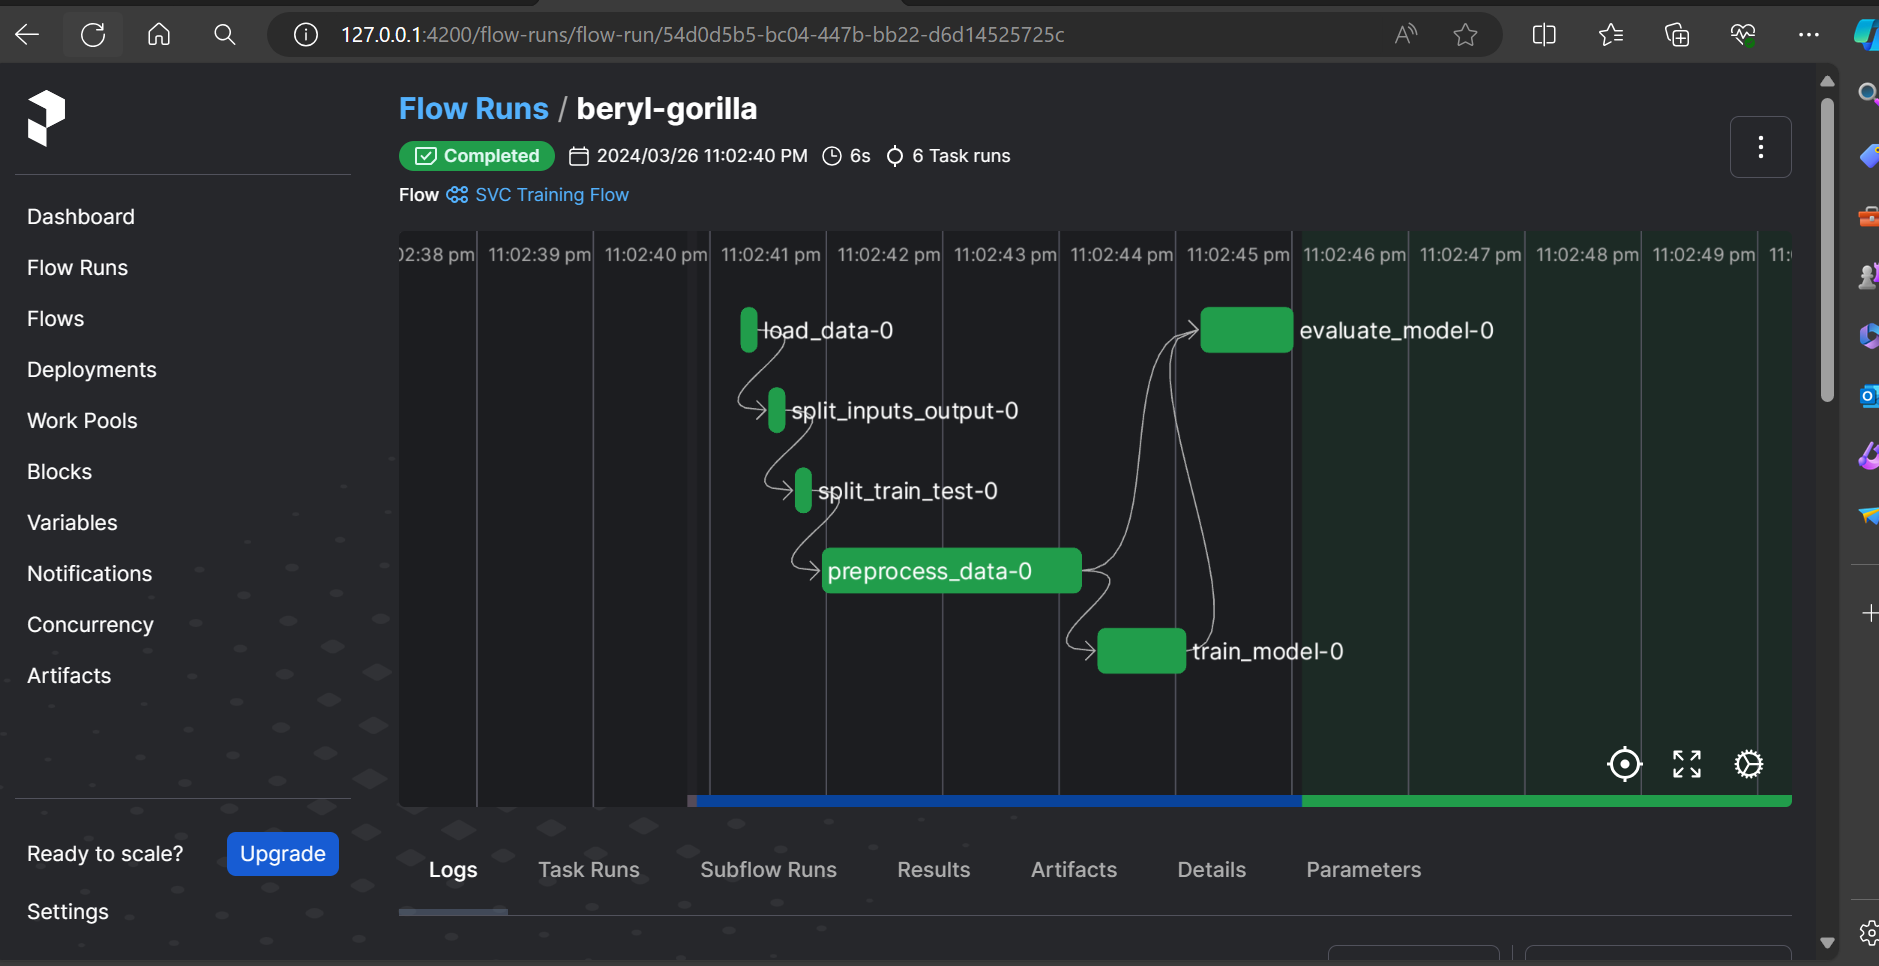 127.0.0.1:4200/flow-runs/flow-run/54d0d5b5-bc04-447b-bb22-d6d14525725c
Flow Runs / beryl-gorilla
Completed 2024/03/26 11:02:40 PM 6s 6 Task runs
Flow SVC Training Flow
Dashboard
Flow Runs
Flows
Deployments
Work Pools
Blocks
Variables
Notifications
Concurrency
Artifacts
Ready to scale? Upgrade
Settings
02:38 pm 11:02:39 pm 11:02:40 pm 11:02:41 pm 11:02:42 pm 11:02:43 pm 11:02:44 pm 11:02:45 pm 11:02:46 pm 11:02:47 pm 11:02:48 pm 11:02:49 pm 11:
load_data-0 evaluate_model-0
split_inputs_output-0
split_train_test-0
preprocess_data-0
train_model-0
Logs Task Runs Subflow Runs Results Artifacts Details Parameters